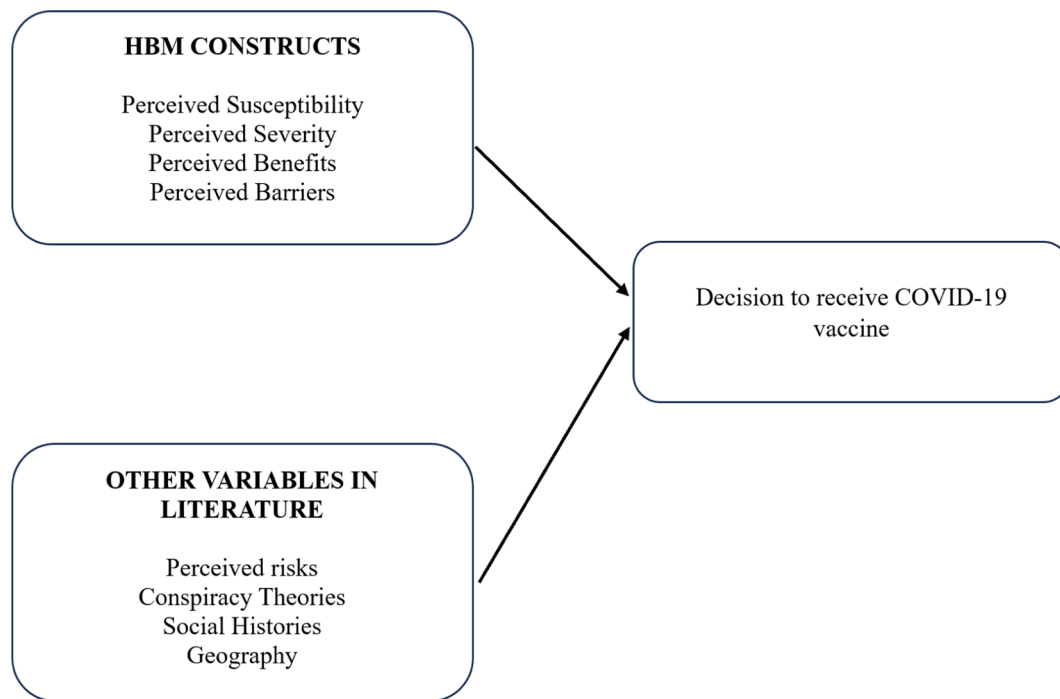 HBM CONSTRUCTS
Perceived Susceptibility
Perceived Severity
Perceived Benefits
Perceived Barriers
Decision to receive COVID-19
vaccine
OTHER VARIABLES IN
LITERATURE
Perceived risks
Conspiracy Theories
Social Histories
Geography